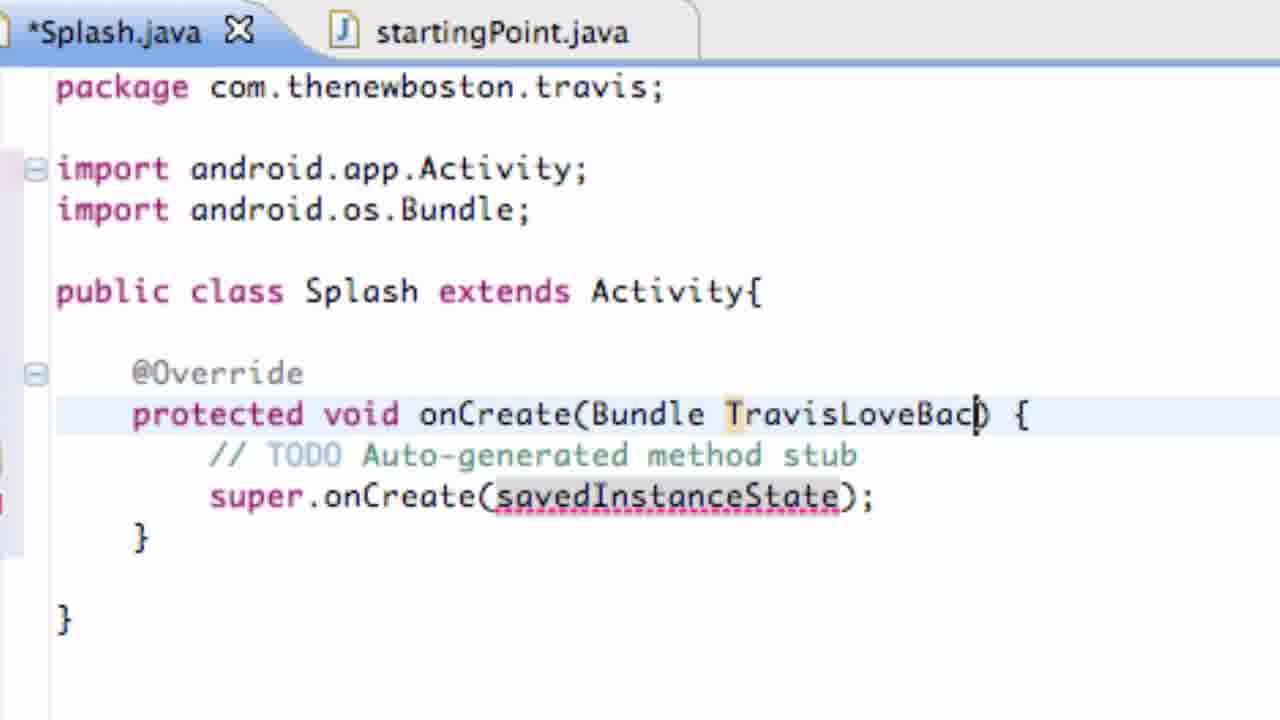 *Splash.java startingPoint.java
package com.thenewboston.travis;
import android.app.Activity;
import android.os.Bundle;
public class Splash extends Activity{
@Override
protected void onCreate(Bundle TravisLoveBac) {
// TODO Auto-generated method stub
super.onCreate(savedInstanceState);
}
}